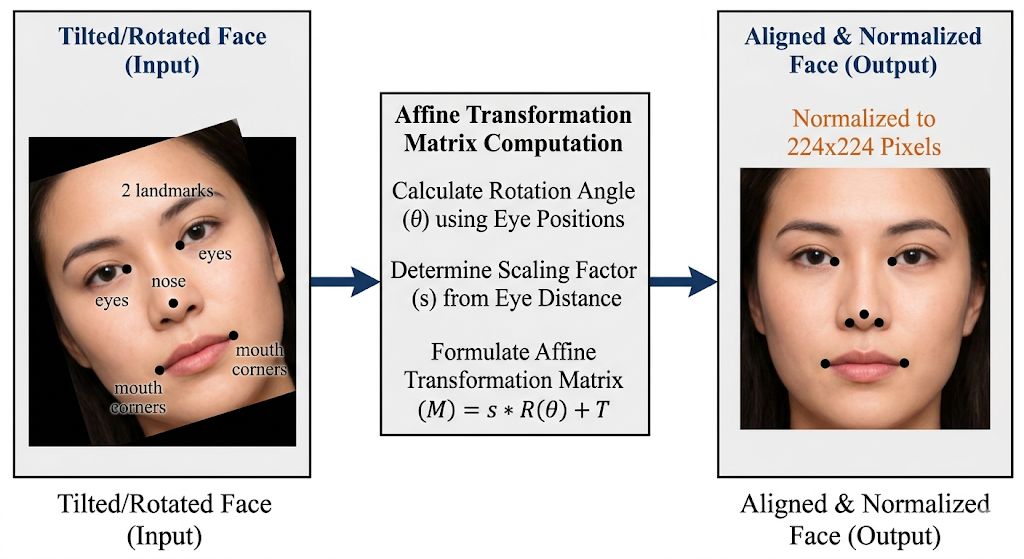 Tilted/Rotated Face
(Input)
2 landmarks
eyes
nose
eyes
mouth
corners
mouth
corners
Tilted/Rotated Face
(Input)
Affine Transformation
Matrix Computation
Calculate Rotation Angle
(θ) using Eye Positions
Determine Scaling Factor
(s) from Eye Distance
Formulate Affine
Transformation Matrix
(M) = s * R(θ) + T
Aligned & Normalized
Face (Output)
Normalized to
224x224 Pixels
Aligned & Normalized
Face (Output)